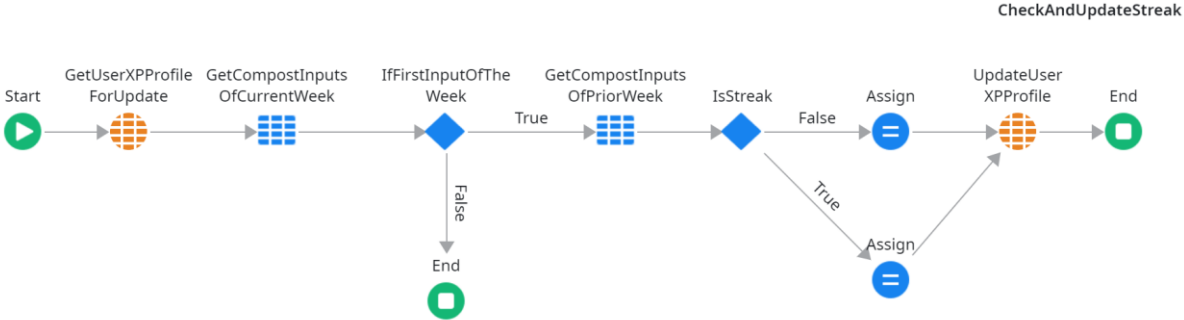 CheckAndUpdateStreak
Start
GetUserXPProfile
ForUpdate
GetCompostInputs
OfCurrentWeek
IfFirstInputOfThe
Week
True
GetCompostInputs
OfPriorWeek
IsStreak
False
Assign
UpdateUser
XPProfile
End
False
True
End
Assign